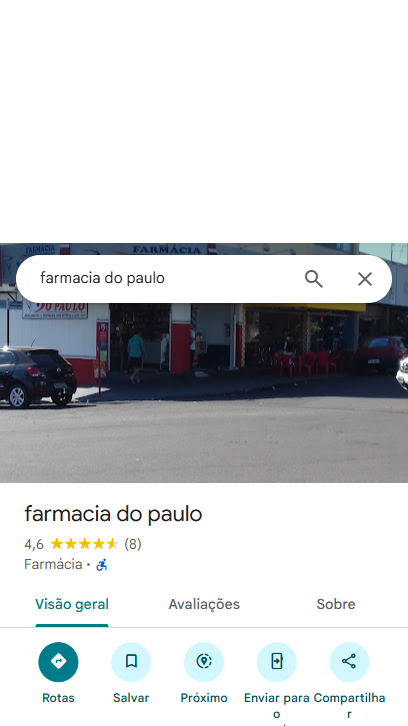 FARMÁCIA
FARMÁCIA
farmacia do paulo
DO PAULO
farmacia do paulo
4,6 (8)
Farmácia ·
Visão geral Avaliações Sobre
Rotas Salvar Próximo Enviar para Compartilha
o r